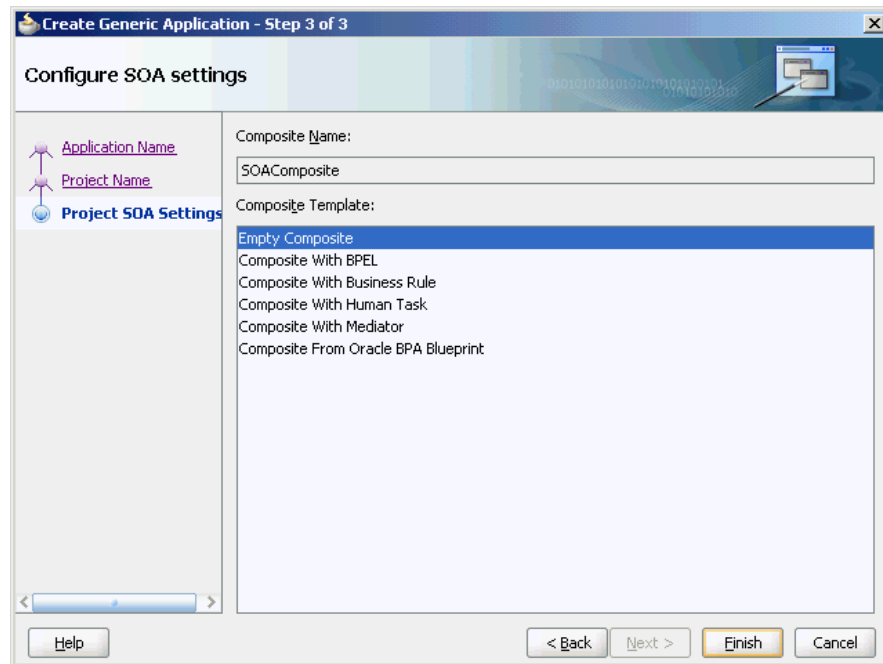 Create Generic Application - Step 3 of 3
Configure SOA settings
Application Name
Project Name
Project SOA Settings
Composite Name:
SOAComposite
Composite Template:
Empty Composite
Composite With BPEL
Composite With Business Rule
Composite With Human Task
Composite With Mediator
Composite From Oracle BPA Blueprint
Help
< Back
Next >
Finish
Cancel